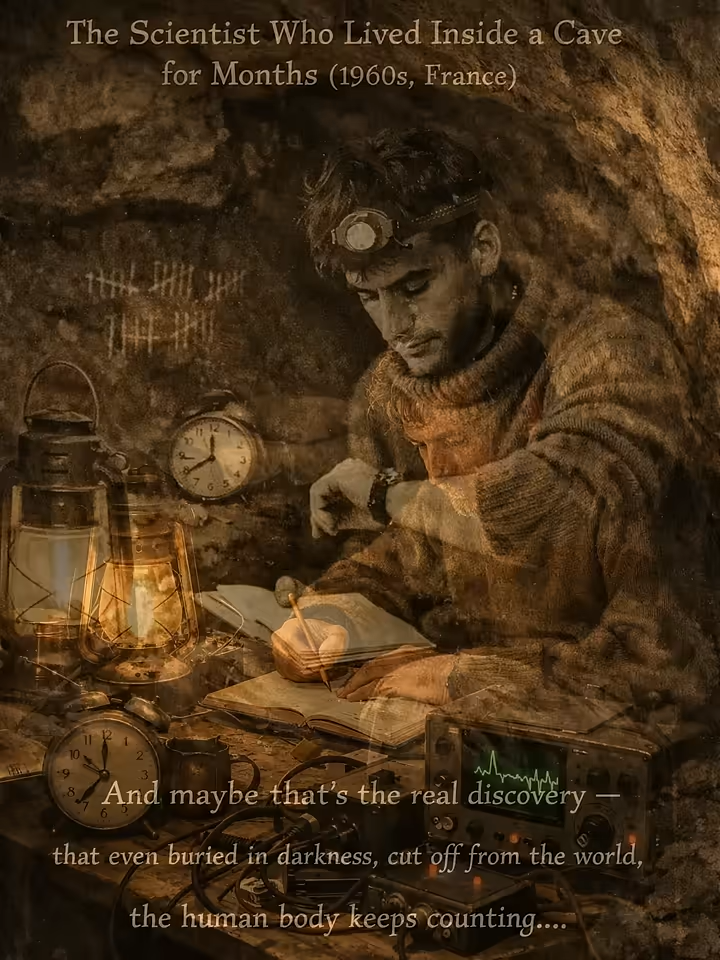 The Scientist Who Lived Inside a Cave
for Months (1960s, France)
And maybe that's the real discovery —
that even buried in darkness, cut off from the world,
the human body keeps counting....